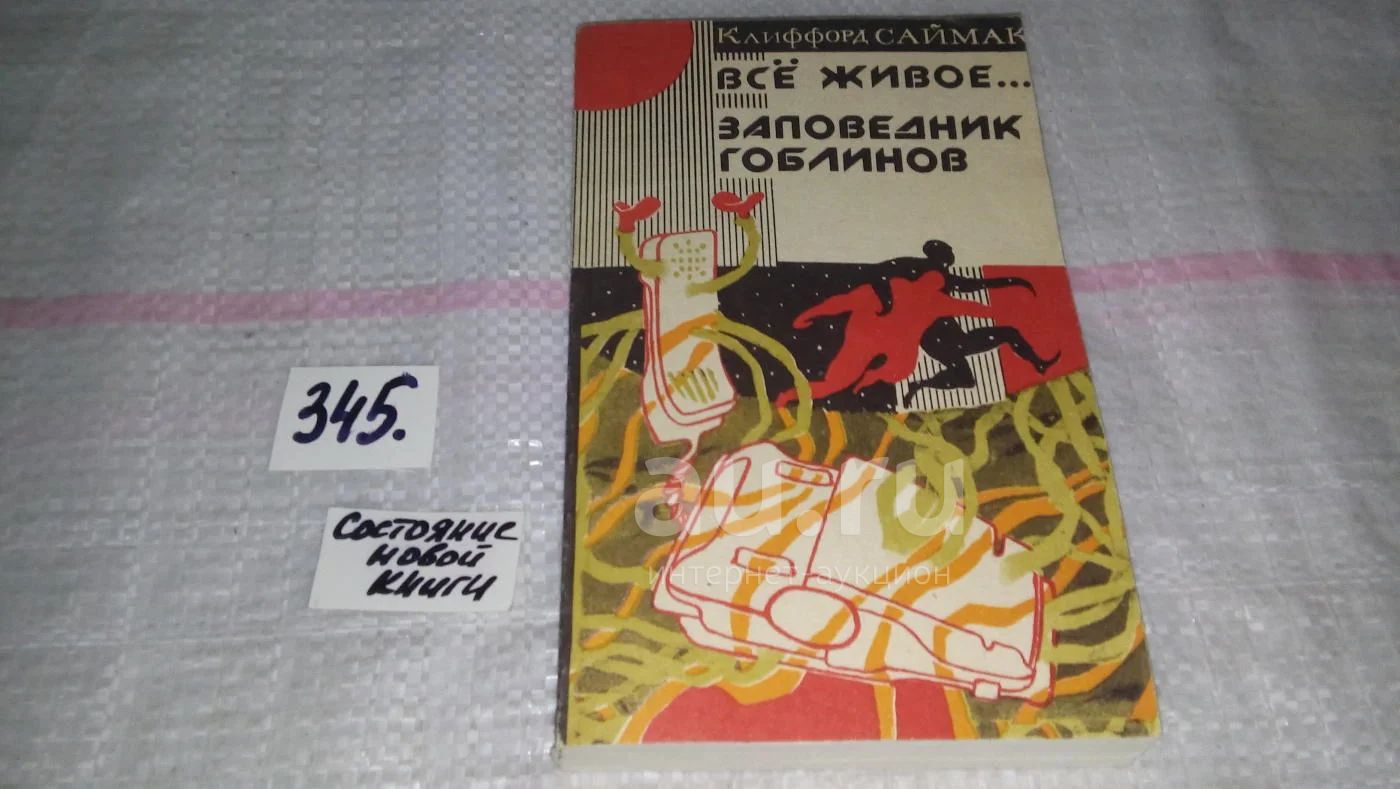 Клиффорд САЙМАК
ВСЁ ЖИВОЕ...
ЗАПОВЕДНИК
ГОБЛИНОВ
345.
Состояние
новой
книги
au.ru
интернет-аукцион